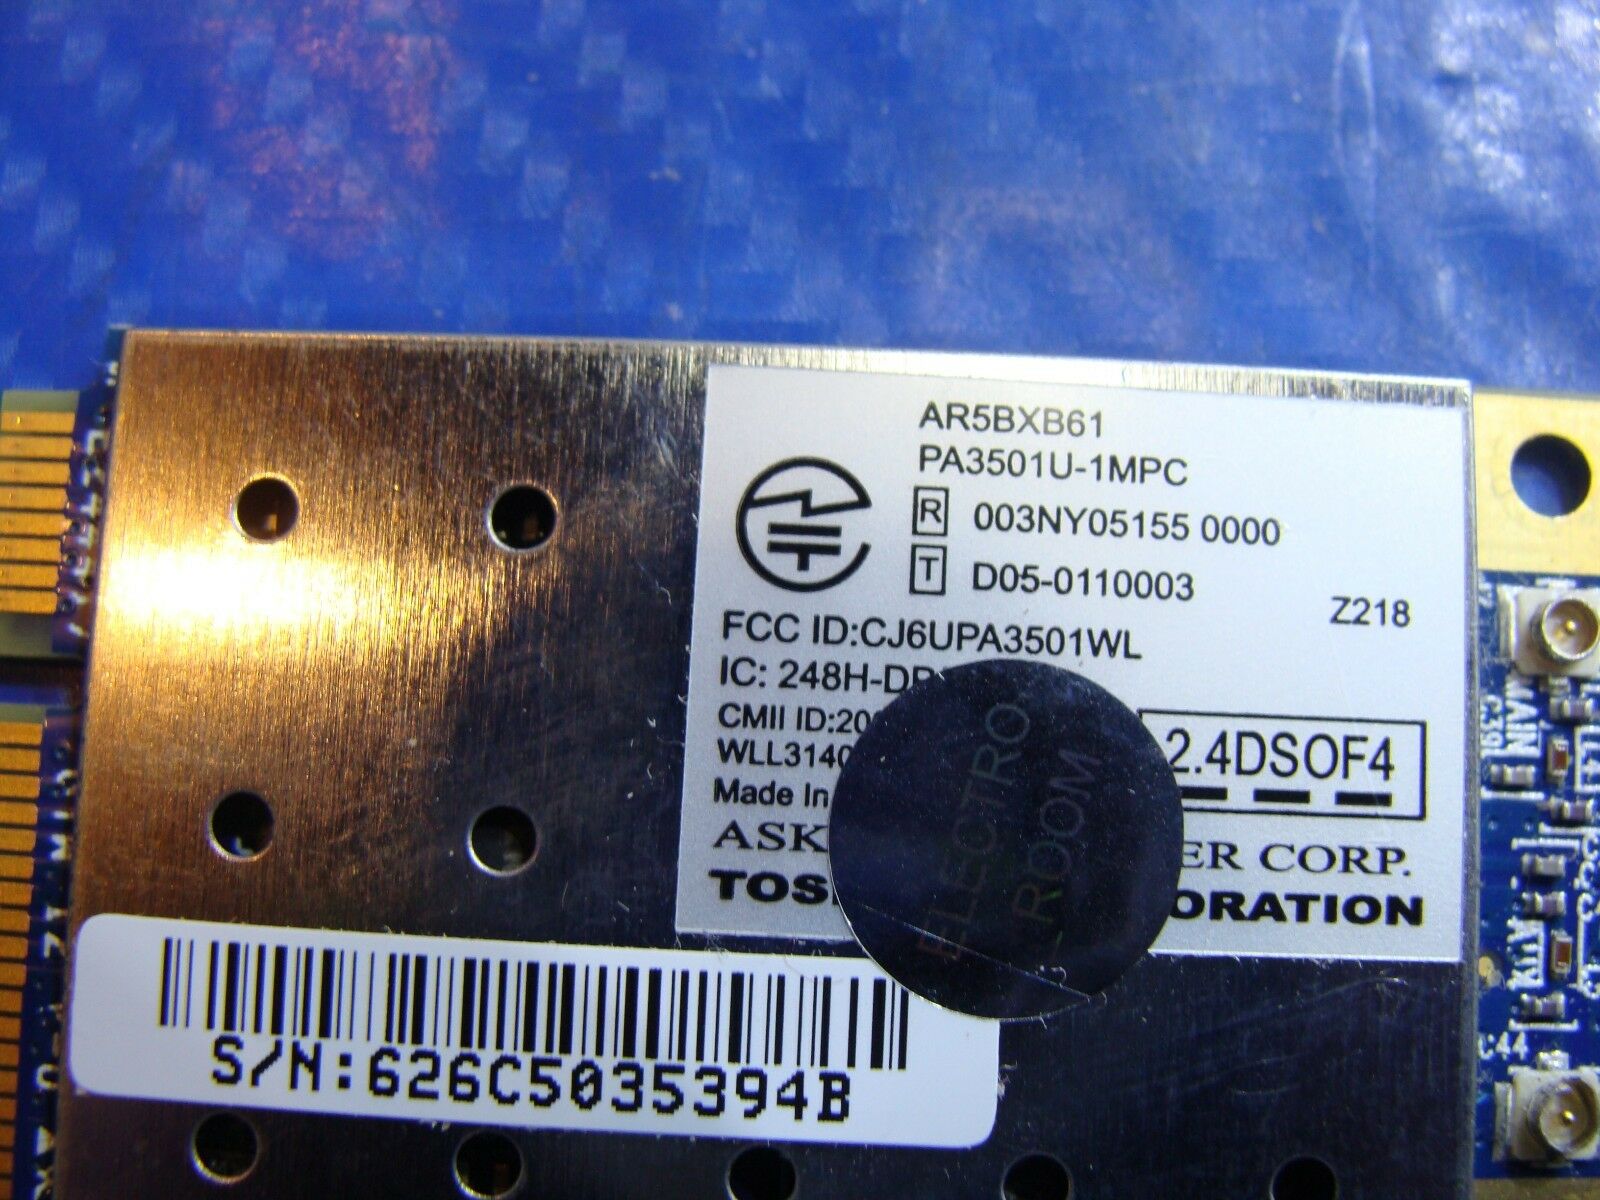 AR5BXB61
PA3501U-1MPC
R 003NY05155 0000
T D05-0110003
Z218
FCC ID:CJ6UPA3501WL
IC: 248H-DP
CMII ID:20
WLL3140
2.4DSOF4
Made In
ASK ER CORP.
TOS ORATION
ELECTRO
ROOM
S/N:626C5035394B
MAIN